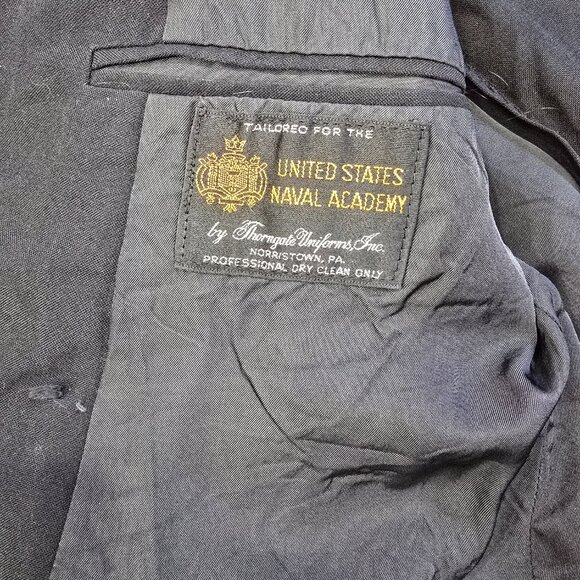 TAILORED FOR THE
UNITED STATES
NAVAL ACADEMY
by Thorngate Uniforms, Inc.
NORRISTOWN, PA.
PROFESSIONAL DRY CLEAN ONLY